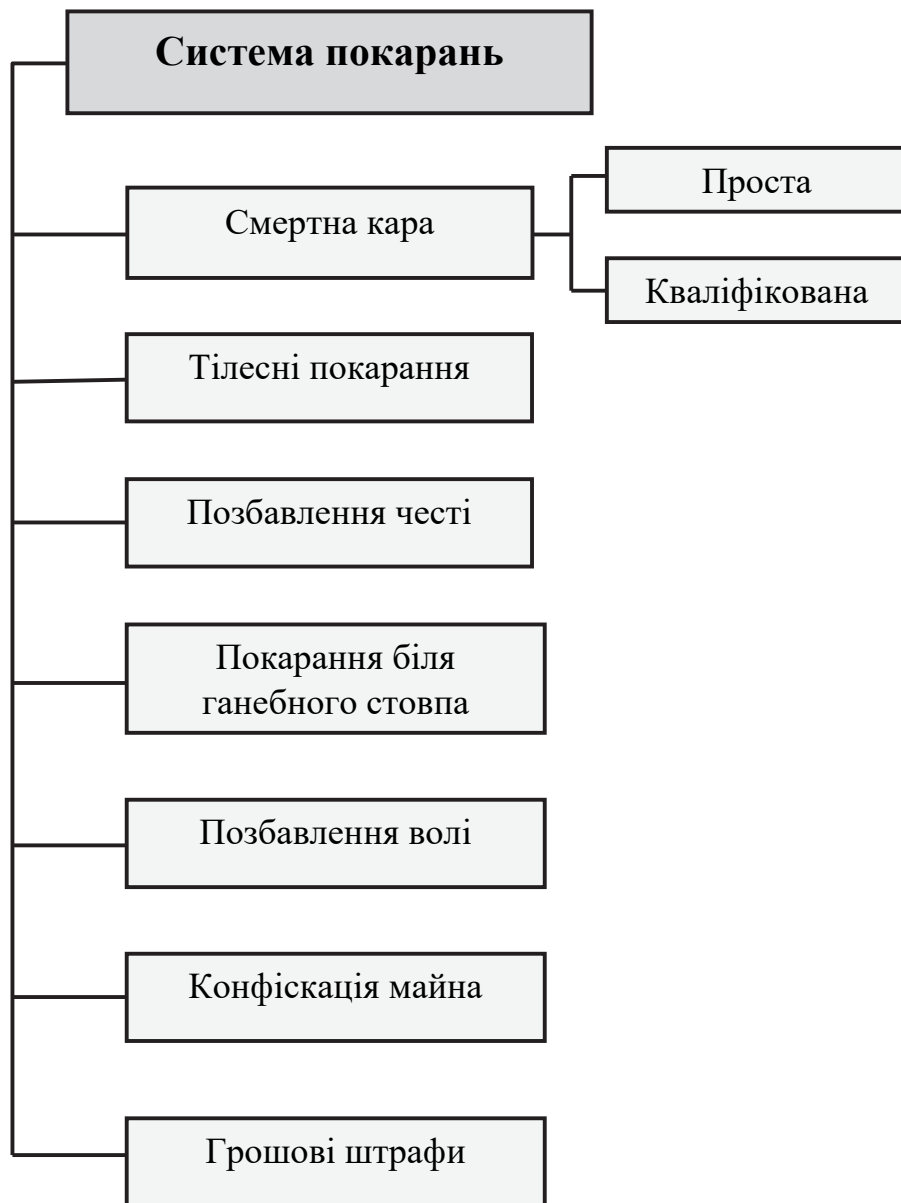 Система покарань
Проста
Смертна кара
Кваліфікована
Тілесні покарання
Позбавлення честі
Покарання біля
ганебного стовпа
Позбавлення волі
Конфіскація майна
Грошові штрафи